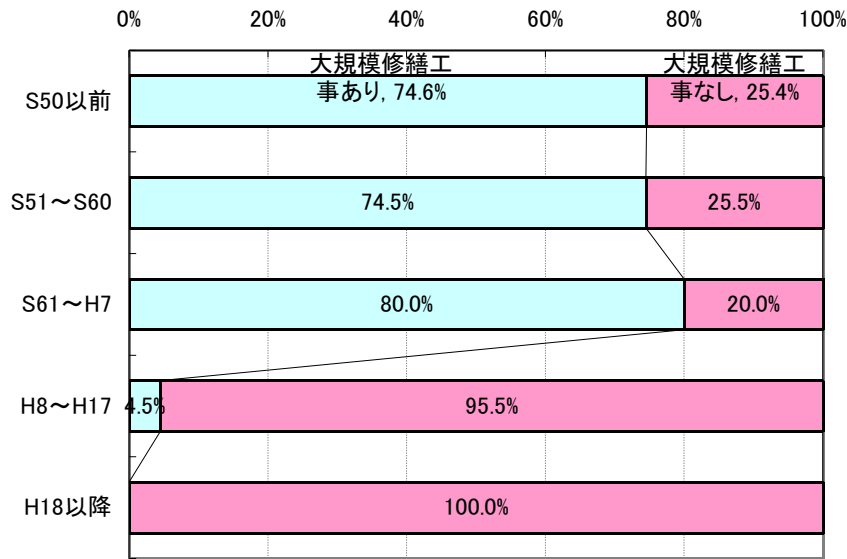 0% 20% 40% 60% 80% 100%
大規模修繕工
事あり, 74.6%
大規模修繕工
事なし, 25.4%
S50以前
S51～S60
74.5%
25.5%
S61～H7
80.0%
20.0%
H8～H17
4.5%
95.5%
H18以降
100.0%